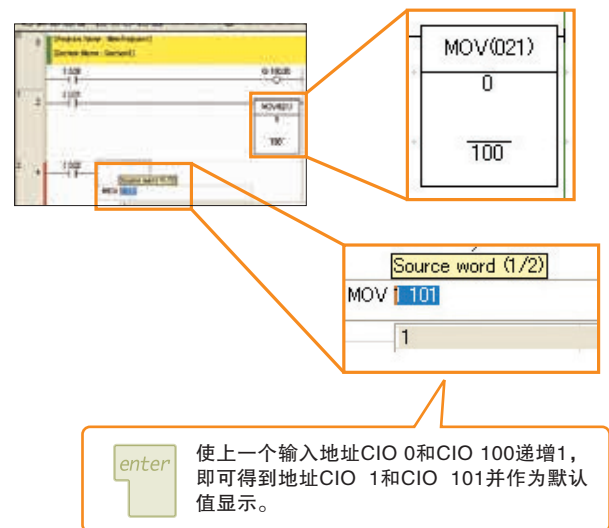 MOV(021)
0
100
MOV(021)
100
Source word (1/2)
MOV 1 101
1
enter
使上一个输入地址CIO 0和CIO 100递增1，
即可得到地址CIO 1和CIO 101并作为默认
值显示。